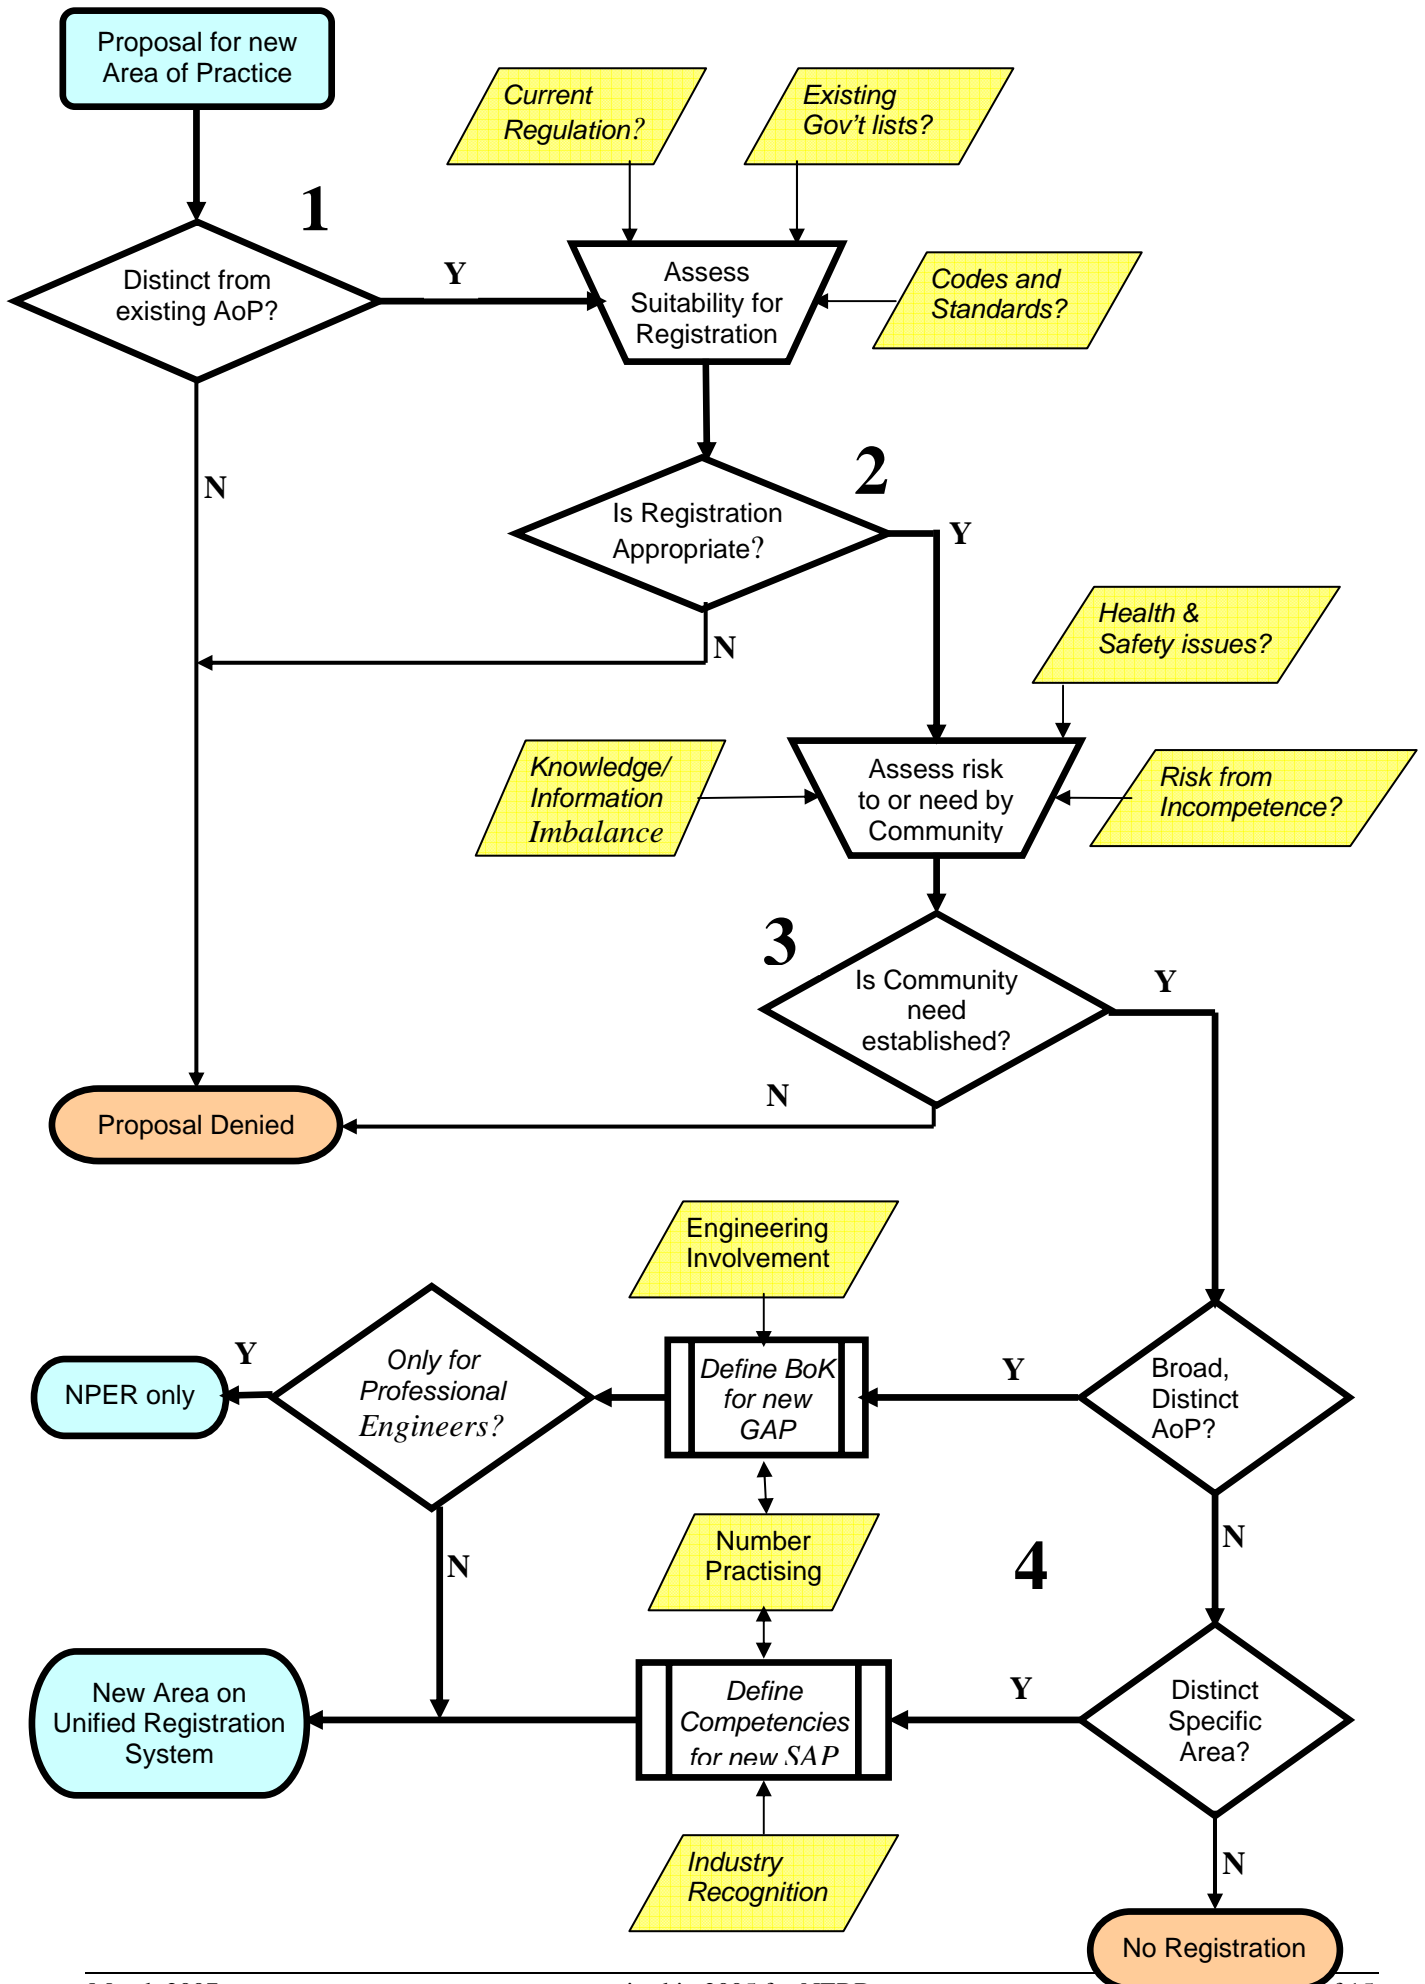 Proposal for new
Area of Practice
Current
Regulation?
Existing
Gov't lists?
1
Distinct from
existing AoP?
Y
Assess
Suitability for
Registration
Codes and
Standards?
N
2
Is Registration
Appropriate?
Y
N
Health &
Safety issues?
Knowledge/
Information
Imbalance
Assess risk
to or need by
Community
Risk from
Incompetence?
3
Is Community
need
established?
Y
N
Proposal Denied
Engineering
Involvement
Only for
Professional
Engineers?
Y
NPER only
Define BoK
for new
GAP
Y
Broad,
Distinct
AoP?
N
Number
Practising
4
N
New Area on
Unified Registration
System
Define
Competencies
for new SAP
Y
Distinct
Specific
Area?
Industry
Recognition
N
No Registration